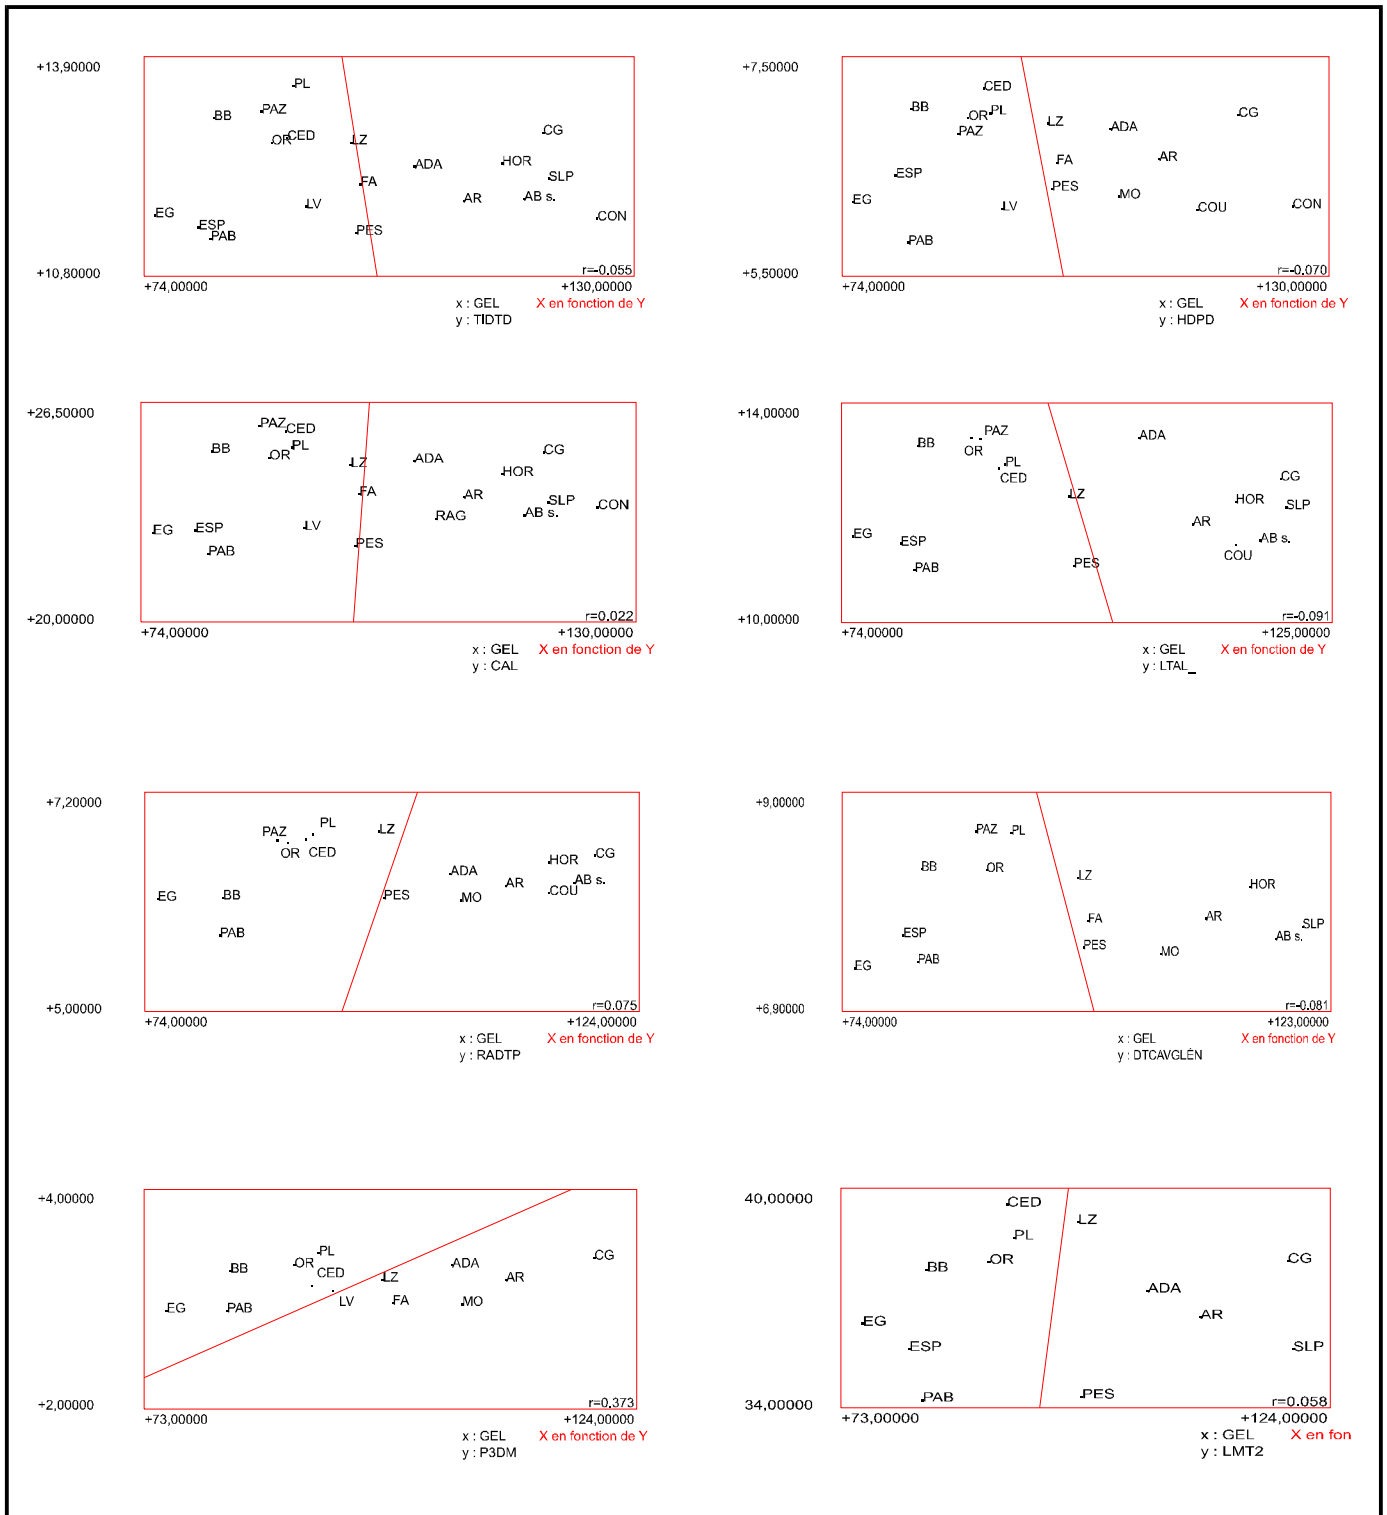 +13,90000
PL
BB
PAZ
OR
CED
LZ
CG
ADA
HOR
FA
SLP
LV
AR
AB s.
EG
ESP
PAB
PES
CON
+10,80000
r=-0.055
+74,00000
+130,00000
x : GEL
X en fonction de Y
y : TIDTD
+7,50000
CED
BB
OR
PL
PAZ
LZ
ADA
CG
FA
AR
ESP
PES
EG
LV
MO
COU
CON
PAB
+5,50000
r=-0.070
+74,00000
+130,00000
x : GEL
X en fonction de Y
y : HDPD
+26,50000
PAZ
CED
BB
PL
OR
LZ
ADA
CG
HOR
FA
AR
SLP
CON
RAG
AB s.
EG
ESP
LV
PAB
PES
+20,00000
r=0.022
+74,00000
+130,00000
x : GEL
X en fonction de Y
y : CAL
+14,00000
PAZ
BB
OR
ADA
PL
CED
CG
LZ
HOR
SLP
AR
EG
ESP
AB s.
COU
PAB
PES
+10,00000
r=-0.091
+74,00000
+125,00000
x : GEL
X en fonction de Y
y : LTAL_
+7,20000
PL
PAZ
LZ
OR
CED
CG
HOR
ADA
AR
AB s.
EG
BB
PES
MO
COU
PAB
+5,00000
r=0.075
+74,00000
+124,00000
x : GEL
X en fonction de Y
y : RADTP
+9,00000
PAZ
PL
BB
OR
LZ
HOR
FA
AR
SLP
ESP
AB s.
PES
MO
PAB
EG
+6,90000
r=-0.081
+74,00000
+123,00000
x : GEL
X en fonction de Y
y : DTCAVGLÉN
+4,00000
PL
BB
OR
CED
LZ
ADA
CG
AR
EG
PAB
LV
FA
MO
+2,00000
r=0,373
+73,00000
+124,00000
x : GEL
X en fonction de Y
y : P3DM
40,00000
CED
LZ
PL
BB
OR
CG
ADA
EG
AR
ESP
SLP
PAB
PES
34,00000
r=0.058
+73,00000
+124,00000
x : GEL
X en fon
y : LMT2